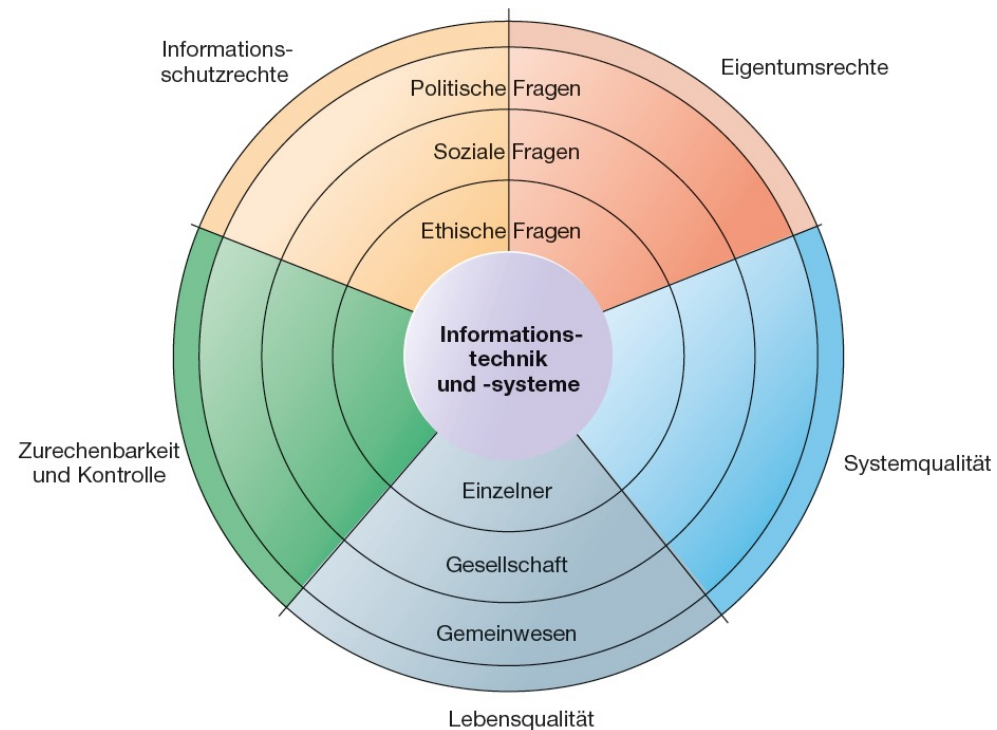 Informations-
schutzrechte
Eigentumsrechte
Politische Fragen
Soziale Fragen
Ethische Fragen
Informations-
technik
und -systeme
Zurechenbarkeit
und Kontrolle
Systemqualität
Einzelner
Gesellschaft
Gemeinwesen
Lebensqualität